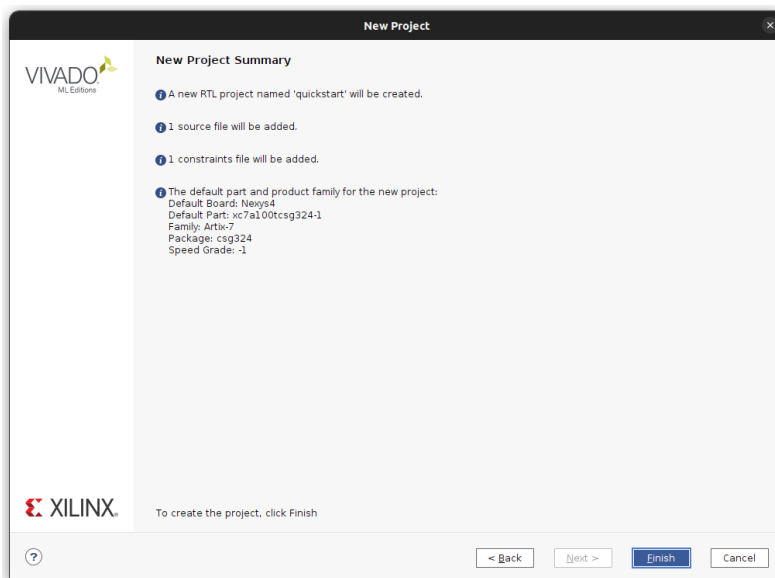 New Project
VIVADO
ML Editions
New Project Summary
A new RTL project named 'quickstart' will be created.
1 source file will be added.
1 constraints file will be added.
The default part and product family for the new project:
Default Board: Nexys4
Default Part: xc7a100tcsg324-1
Family: Artix-7
Package: csg324
Speed Grade: -1
XILINX
To create the project, click Finish
?
< Back
Next >
Finish
Cancel